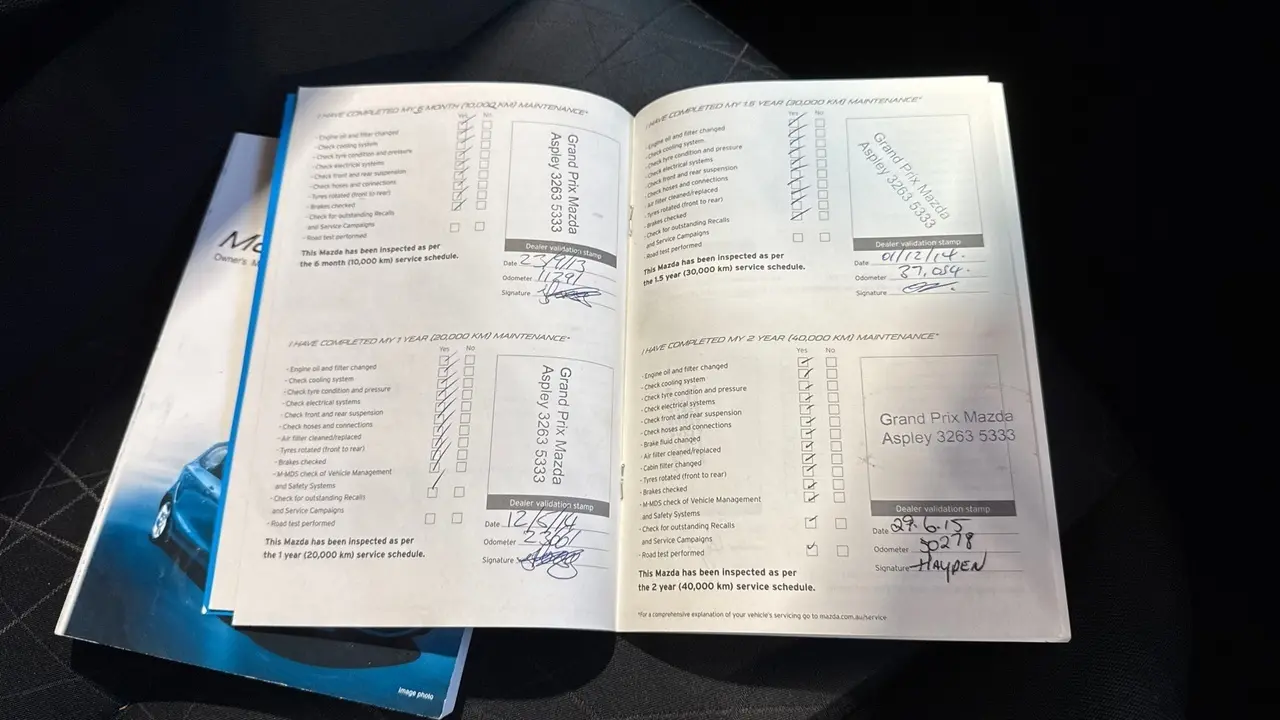 Mo
Owner's M
I HAVE COMPLETED MY 6 MONTH (10,000 KM) MAINTENANCE*
Yes No
- Engine oil and filter changed
- Check cooling system
- Check tyre condition and pressure
- Check electrical systems
- Check front and rear suspension
- Check hoses and connections
- Tyres rotated (front to rear)
- Brakes checked
- Check for outstanding Recalls
and Service Campaigns
- Road test performed
This Mazda has been inspected as per
the 6 month (10,000 km) service schedule.
Grand Prix Mazda
Aspley 3263 5333
Dealer validation stamp
Date 23/9/13
Odometer 11291
Signature
I HAVE COMPLETED MY 1 YEAR (20,000 KM) MAINTENANCE*
Yes No
- Engine oil and filter changed
- Check cooling system
- Check tyre condition and pressure
- Check electrical systems
- Check front and rear suspension
- Check hoses and connections
- Air filter cleaned/replaced
- Tyres rotated (front to rear)
- Brakes checked
- M-MDS check of Vehicle Management
and Safety Systems
- Check for outstanding Recalls
and Service Campaigns
- Road test performed
This Mazda has been inspected as per
the 1 year (20,000 km) service schedule.
Grand Prix Mazda
Aspley 3263 5333
Dealer validation stamp
Date 12/5/14
Odometer
Signature
I HAVE COMPLETED MY 1.5 YEAR (30,000 KM) MAINTENANCE*
Yes No
- Engine oil and filter changed
- Check cooling system
- Check tyre condition and pressure
- Check electrical systems
- Check front and rear suspension
- Check hoses and connections
- Air filter cleaned/replaced
- Tyres rotated (front to rear)
- Brakes checked
- Check for outstanding Recalls
and Service Campaigns
- Road test performed
This Mazda has been inspected as per
the 1.5 year (30,000 km) service schedule.
Grand Prix Mazda
Aspley 3263 5333
Dealer validation stamp
Date 01/12/14.
Odometer 37,054.
Signature
I HAVE COMPLETED MY 2 YEAR (40,000 KM) MAINTENANCE*
Yes No
- Engine oil and filter changed
- Check cooling system
- Check tyre condition and pressure
- Check electrical systems
- Check front and rear suspension
- Check hoses and connections
- Brake fluid changed
- Air filter cleaned/replaced
- Cabin filter changed
- Tyres rotated (front to rear)
- Brakes checked
- M-MDS check of Vehicle Management
and Safety Systems
- Check for outstanding Recalls
and Service Campaigns
- Road test performed
This Mazda has been inspected as per
the 2 year (40,000 km) service schedule.
Grand Prix Mazda
Aspley 3263 5333
Dealer validation stamp
Date 29.6.15
Odometer 50278
Signature HAYDEN
*For a comprehensive explanation of your vehicle's servicing go to mazda.com.au/service
Image photo